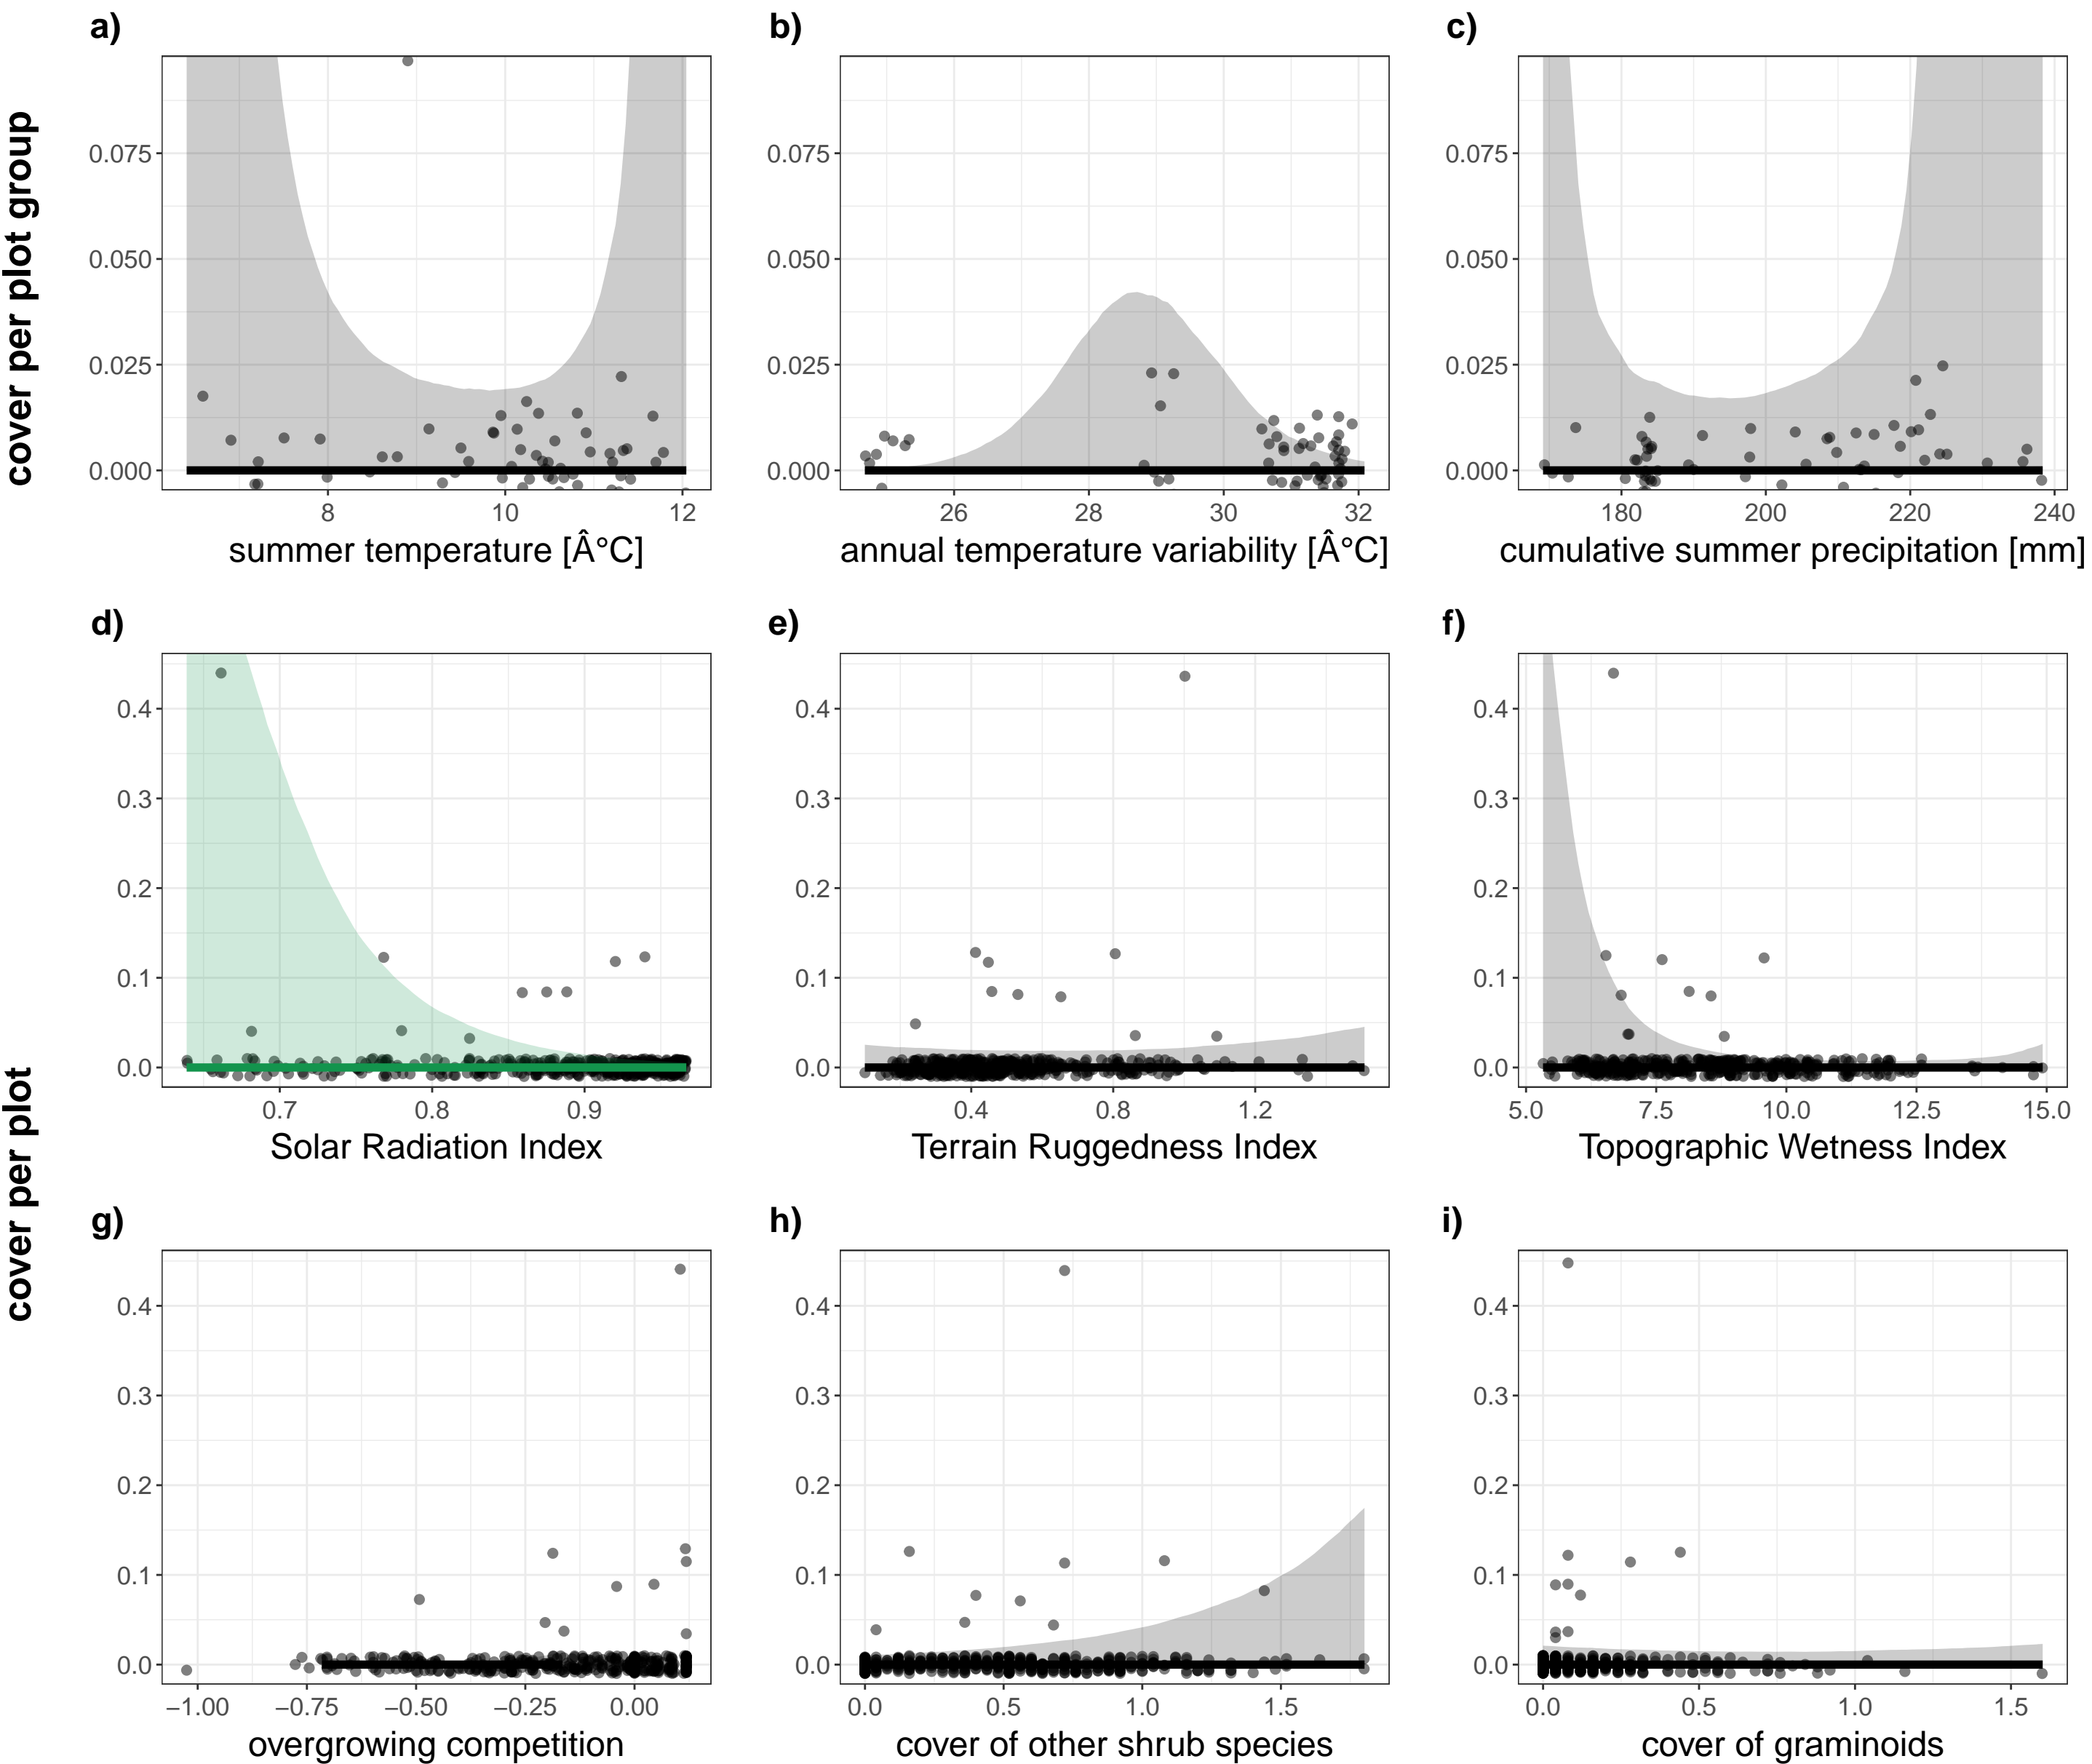 a)
b)
c)
cover per plot group
0.075
0.050
0.025
0.000
0.075
0.050
0.025
0.000
0.075
0.050
0.025
0.000
8 10 12
26 28 30 32
180 200 220 240
summer temperature [Â°C]
annual temperature variability [Â°C]
cumulative summer precipitation [mm]
d)
e)
f)
cover per plot
0.4
0.3
0.2
0.1
0.0
0.4
0.3
0.2
0.1
0.0
0.4
0.3
0.2
0.1
0.0
0.7 0.8 0.9
0.4 0.8 1.2
5.0 7.5 10.0 12.5 15.0
Solar Radiation Index
Terrain Ruggedness Index
Topographic Wetness Index
g)
h)
i)
0.4
0.3
0.2
0.1
0.0
0.4
0.3
0.2
0.1
0.0
0.4
0.3
0.2
0.1
0.0
−1.00 −0.75 −0.50 −0.25 0.00
0.0 0.5 1.0 1.5
0.0 0.5 1.0 1.5
overgrowing competition
cover of other shrub species
cover of graminoids